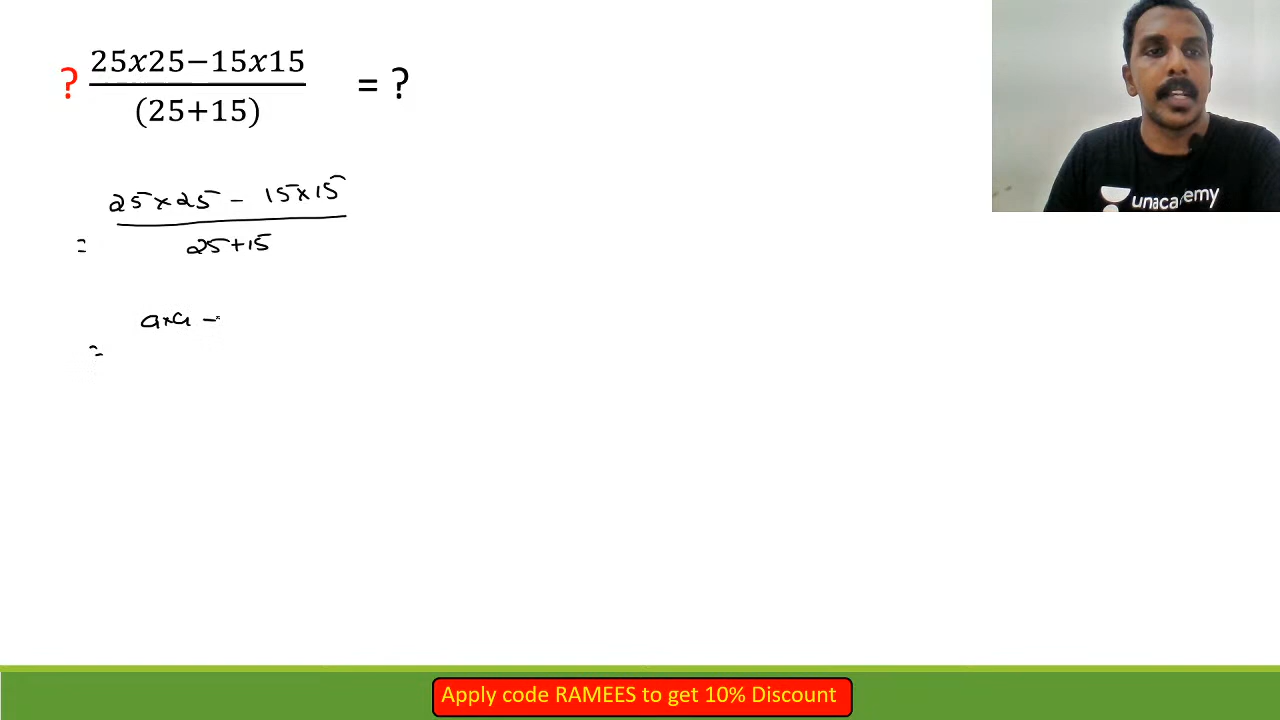 ? 25x25−15x15
(25+15)
= ?
25×25 − 15×15
= 25+15
a×a −
=
unacademy
Apply code RAMEES to get 10% Discount